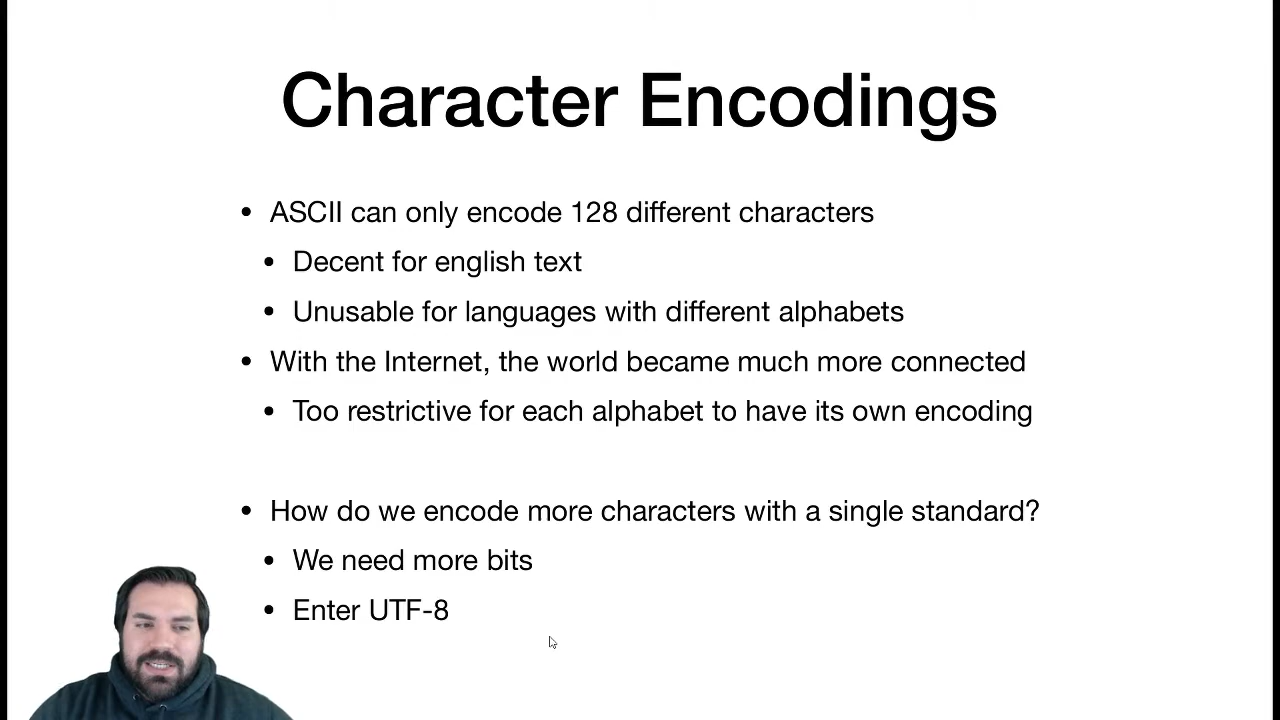 Character Encodings
• ASCII can only encode 128 different characters
• Decent for english text
• Unusable for languages with different alphabets
• With the Internet, the world became much more connected
• Too restrictive for each alphabet to have its own encoding
• How do we encode more characters with a single standard?
• We need more bits
• Enter UTF-8